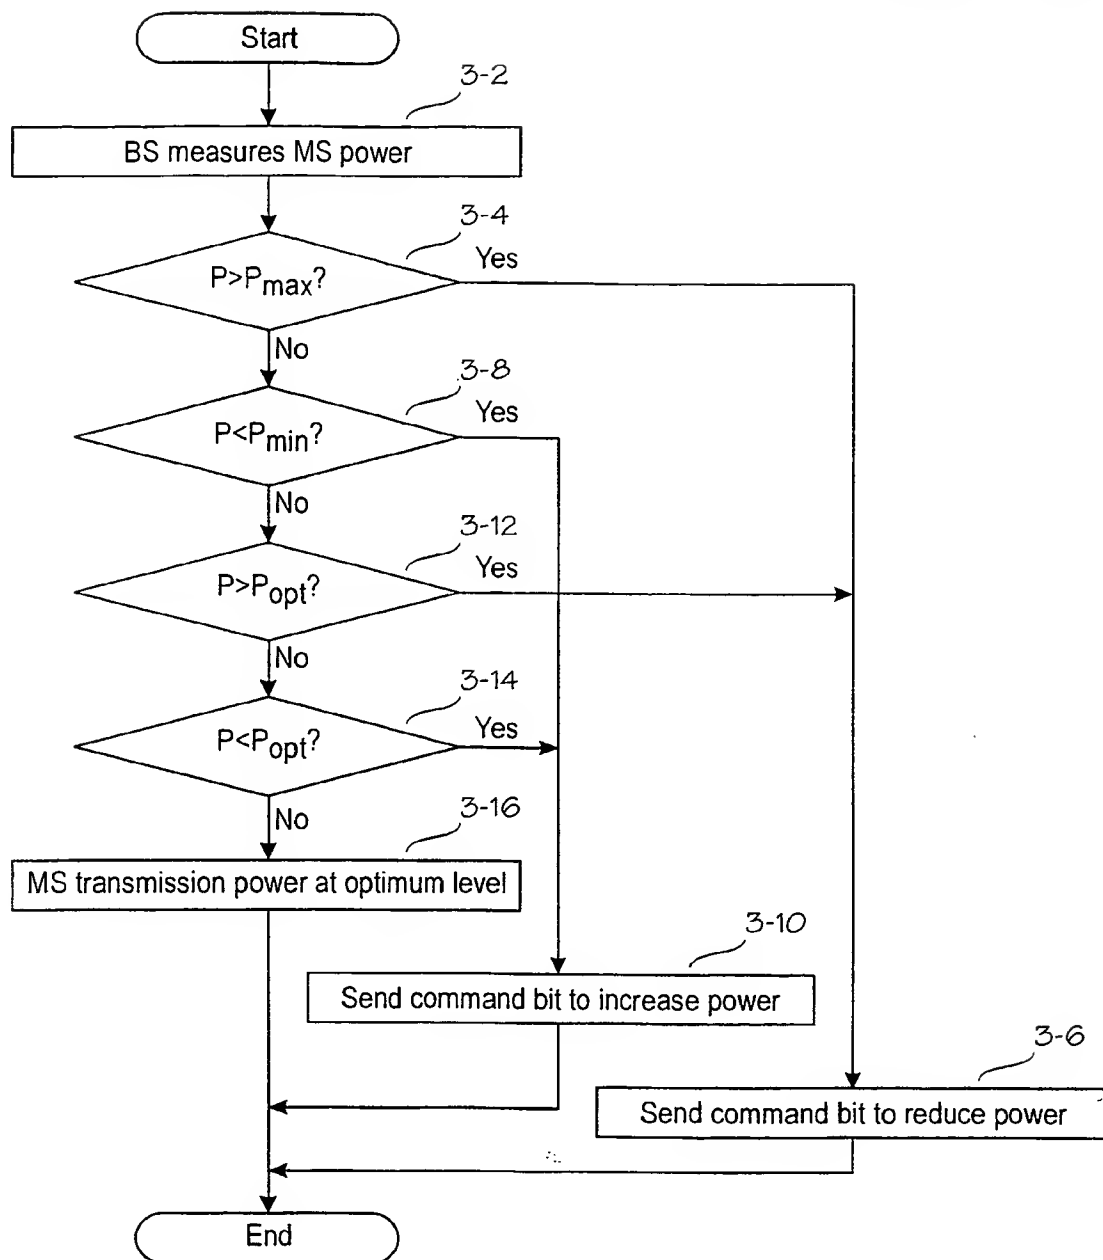 Start
3-2
BS measures MS power
3-4
P>Pmax?
Yes
No
3-8
P<Pmin?
Yes
No
3-12
P>Popt?
Yes
No
3-14
P<Popt?
Yes
No
3-16
MS transmission power at optimum level
3-10
Send command bit to increase power
3-6
Send command bit to reduce power
End